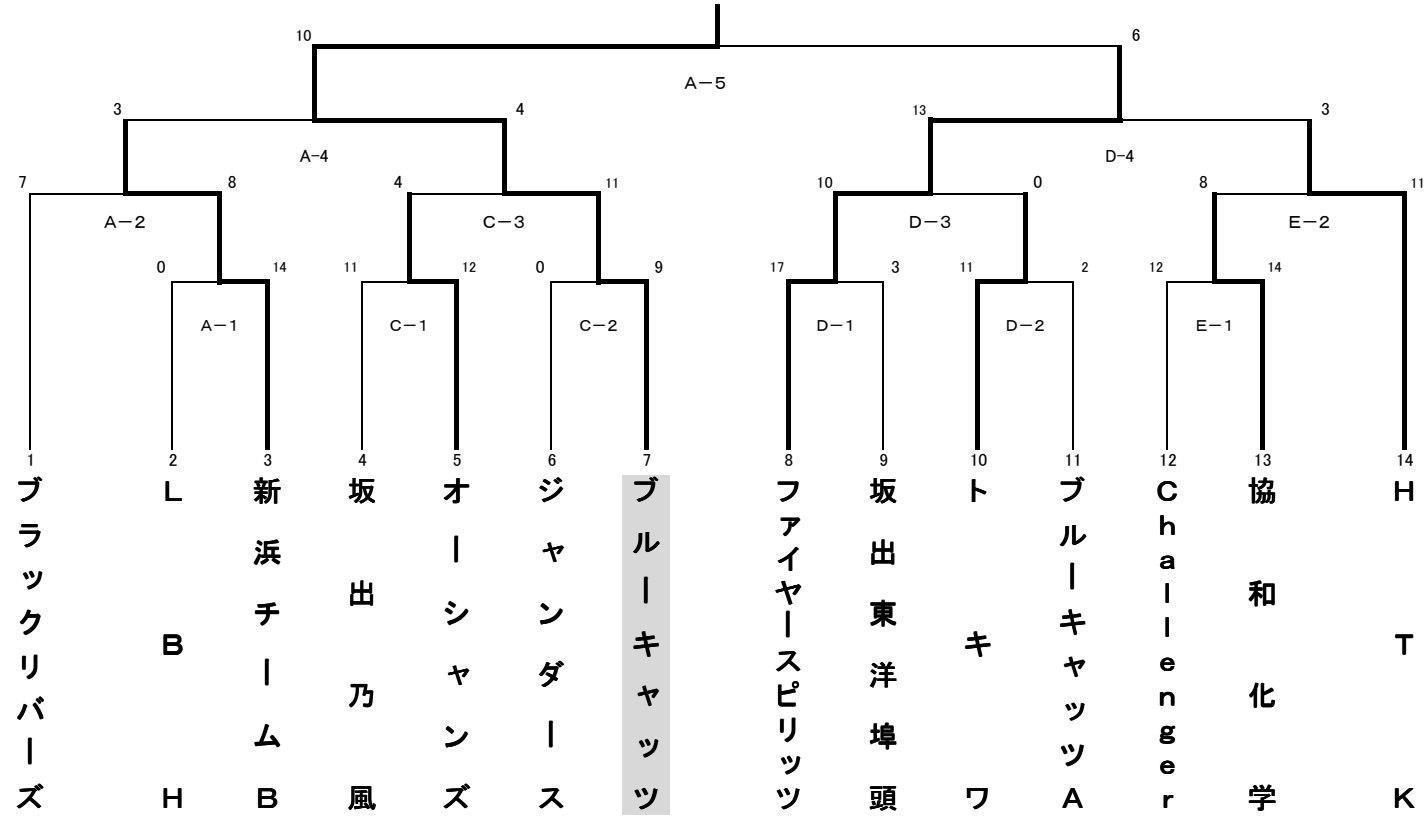 10 6
A－5
3 4 13 3
A-4 D-4
7 8 4 11 10 0 8 11
A－2 C－3 D－3 E－2
0 14 11 12 0 9 17 3 11 2 12 14
A－1 C－1 C－2 D－1 D－2 E－1
1 2 3 4 5 6 7 8 9 10 11 12 13 14
ブラックリバーズ
LBH
新浜チームB
坂出乃風
オーシャンズ
ジャンダース
ブルーキャッツ
ファイヤースピリッツ
坂出東洋埠頭
トキワ
ブルーキャッツA
Challenger
協和化学
HTK